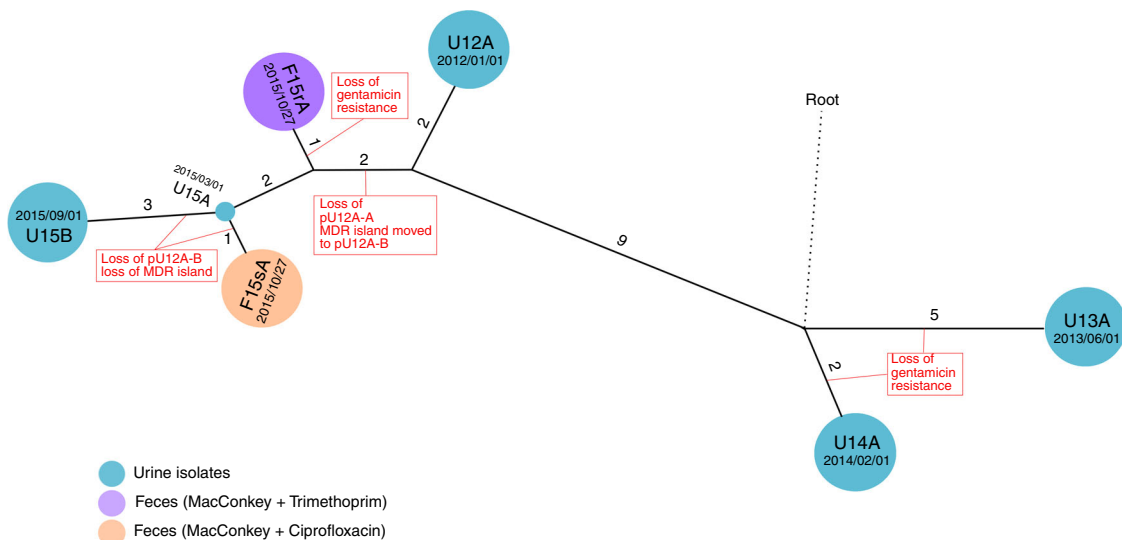 U12A
2012/01/01
F15rA
2015/10/27
Loss of
gentamicin
resistance
Root
1
2
2
2
2015/03/01
U15A
3
2015/09/01
U15B
1
Loss of pU12A-B
loss of MDR island
F15sA
2015/10/27
Loss of
pU12A-A
MDR island moved
to pU12A-B
9
5
U13A
2013/06/01
2
Loss of
gentamicin
resistance
U14A
2014/02/01
Urine isolates
Feces (MacConkey + Trimethoprim)
Feces (MacConkey + Ciprofloxacin)